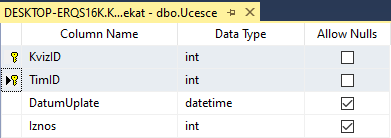 DESKTOP-ERQS16K.K...ekat - dbo.Ucesce
Column Name Data Type Allow Nulls
KvizID int
TimID int
DatumUplate datetime
Iznos int